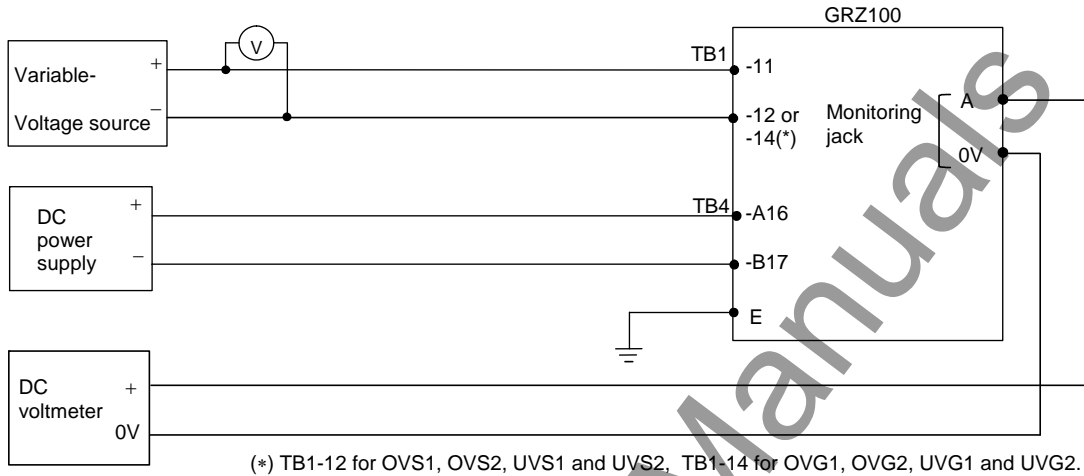 GRZ100
V
TB1
-11
Variable-
Voltage source
+
−
-12 or
-14(*)
Monitoring
jack
A
0V
DC
power
supply
+
−
TB4
-A16
-B17
E
DC
voltmeter
+
0V
(*) TB1-12 for OVS1, OVS2, UVS1 and UVS2, TB1-14 for OVG1, OVG2, UVG1 and UVG2.
Manuals